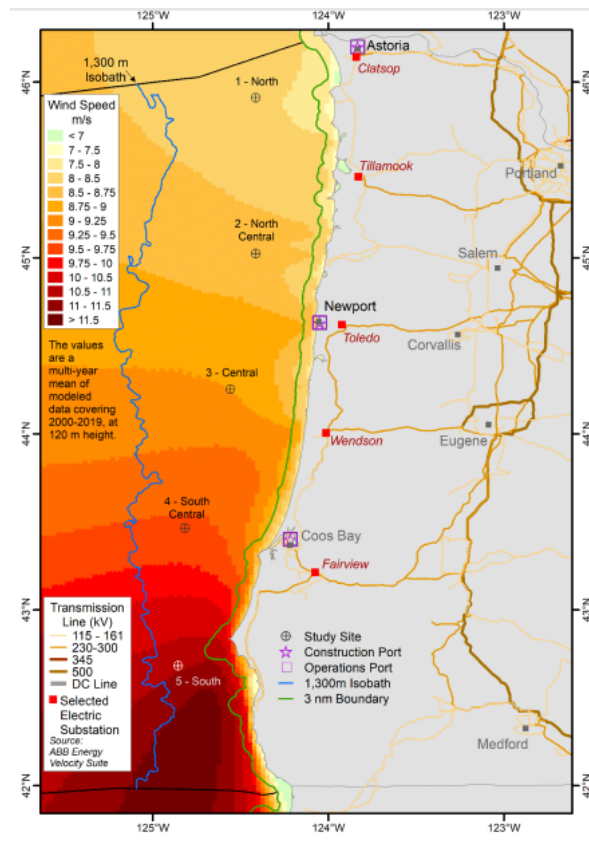 125°W
124°W
123°W
46°N
46°N
45°N
45°N
44°N
44°N
43°N
43°N
42°N
42°N
1,300 m
Isobath
1 - North
Astoria
Clatsop
Wind Speed
m/s
< 7
7 - 7.5
7.5 - 8
8 - 8.5
8.5 - 8.75
8.75 - 9
9 - 9.25
9.25 - 9.5
9.5 - 9.75
9.75 - 10
10 - 10.5
10.5 - 11
11 - 11.5
> 11.5
The values
are a
multi-year
mean of
modeled
data covering
2000-2019, at
120 m height.
Tillamook
Portland
2 - North
Central
Salem
Newport
Toledo
Corvallis
3 - Central
Wendson
Eugene
4 - South
Central
Coos Bay
Fairview
Transmission
Line (kV)
115 - 161
230-300
345
500
DC Line
Selected
Electric
Substation
Source:
ABB Energy
Velocity Suite
5 - South
Study Site
Construction Port
Operations Port
1,300m Isobath
3 nm Boundary
Medford
125°W
124°W
123°W